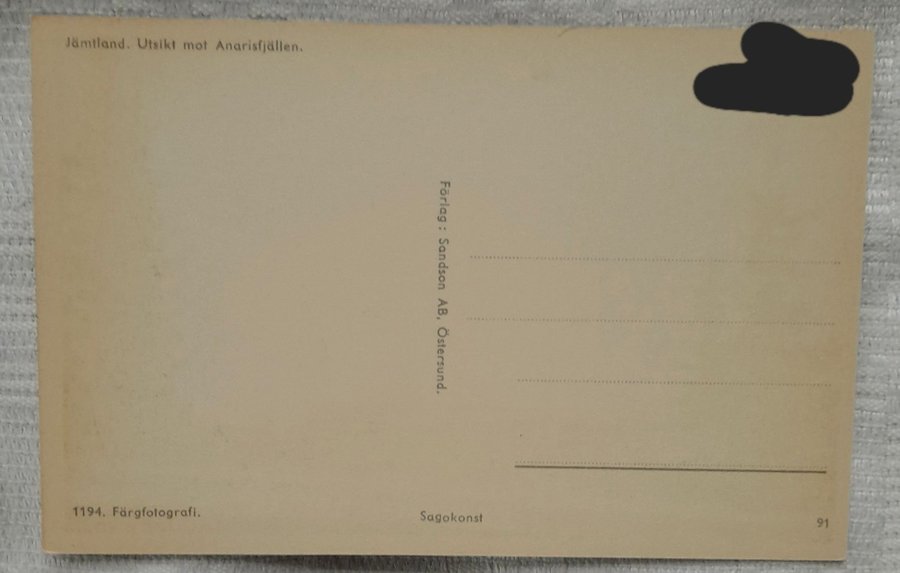 Jämtland. Utsikt mot Anarisfjällen.
Förlag: Sandson AB, Östersund.
1194. Färgfotografi.
Sagokonst
91